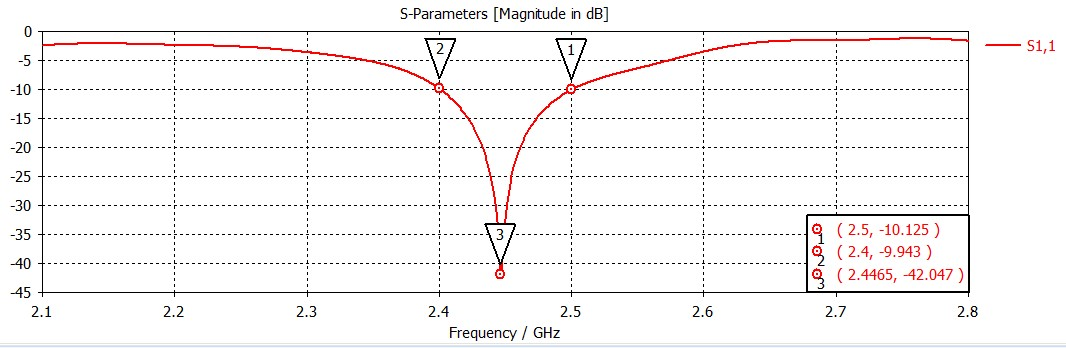 S-Parameters [Magnitude in dB]
0
-5
-10
-15
-20
-25
-30
-35
-40
-45
2
1
3
S1,1
( 2.5, -10.125 )
1
( 2.4, -9.943 )
2
( 2.4465, -42.047 )
3
2.1 2.2 2.3 2.4 2.5 2.6 2.7 2.8
Frequency / GHz